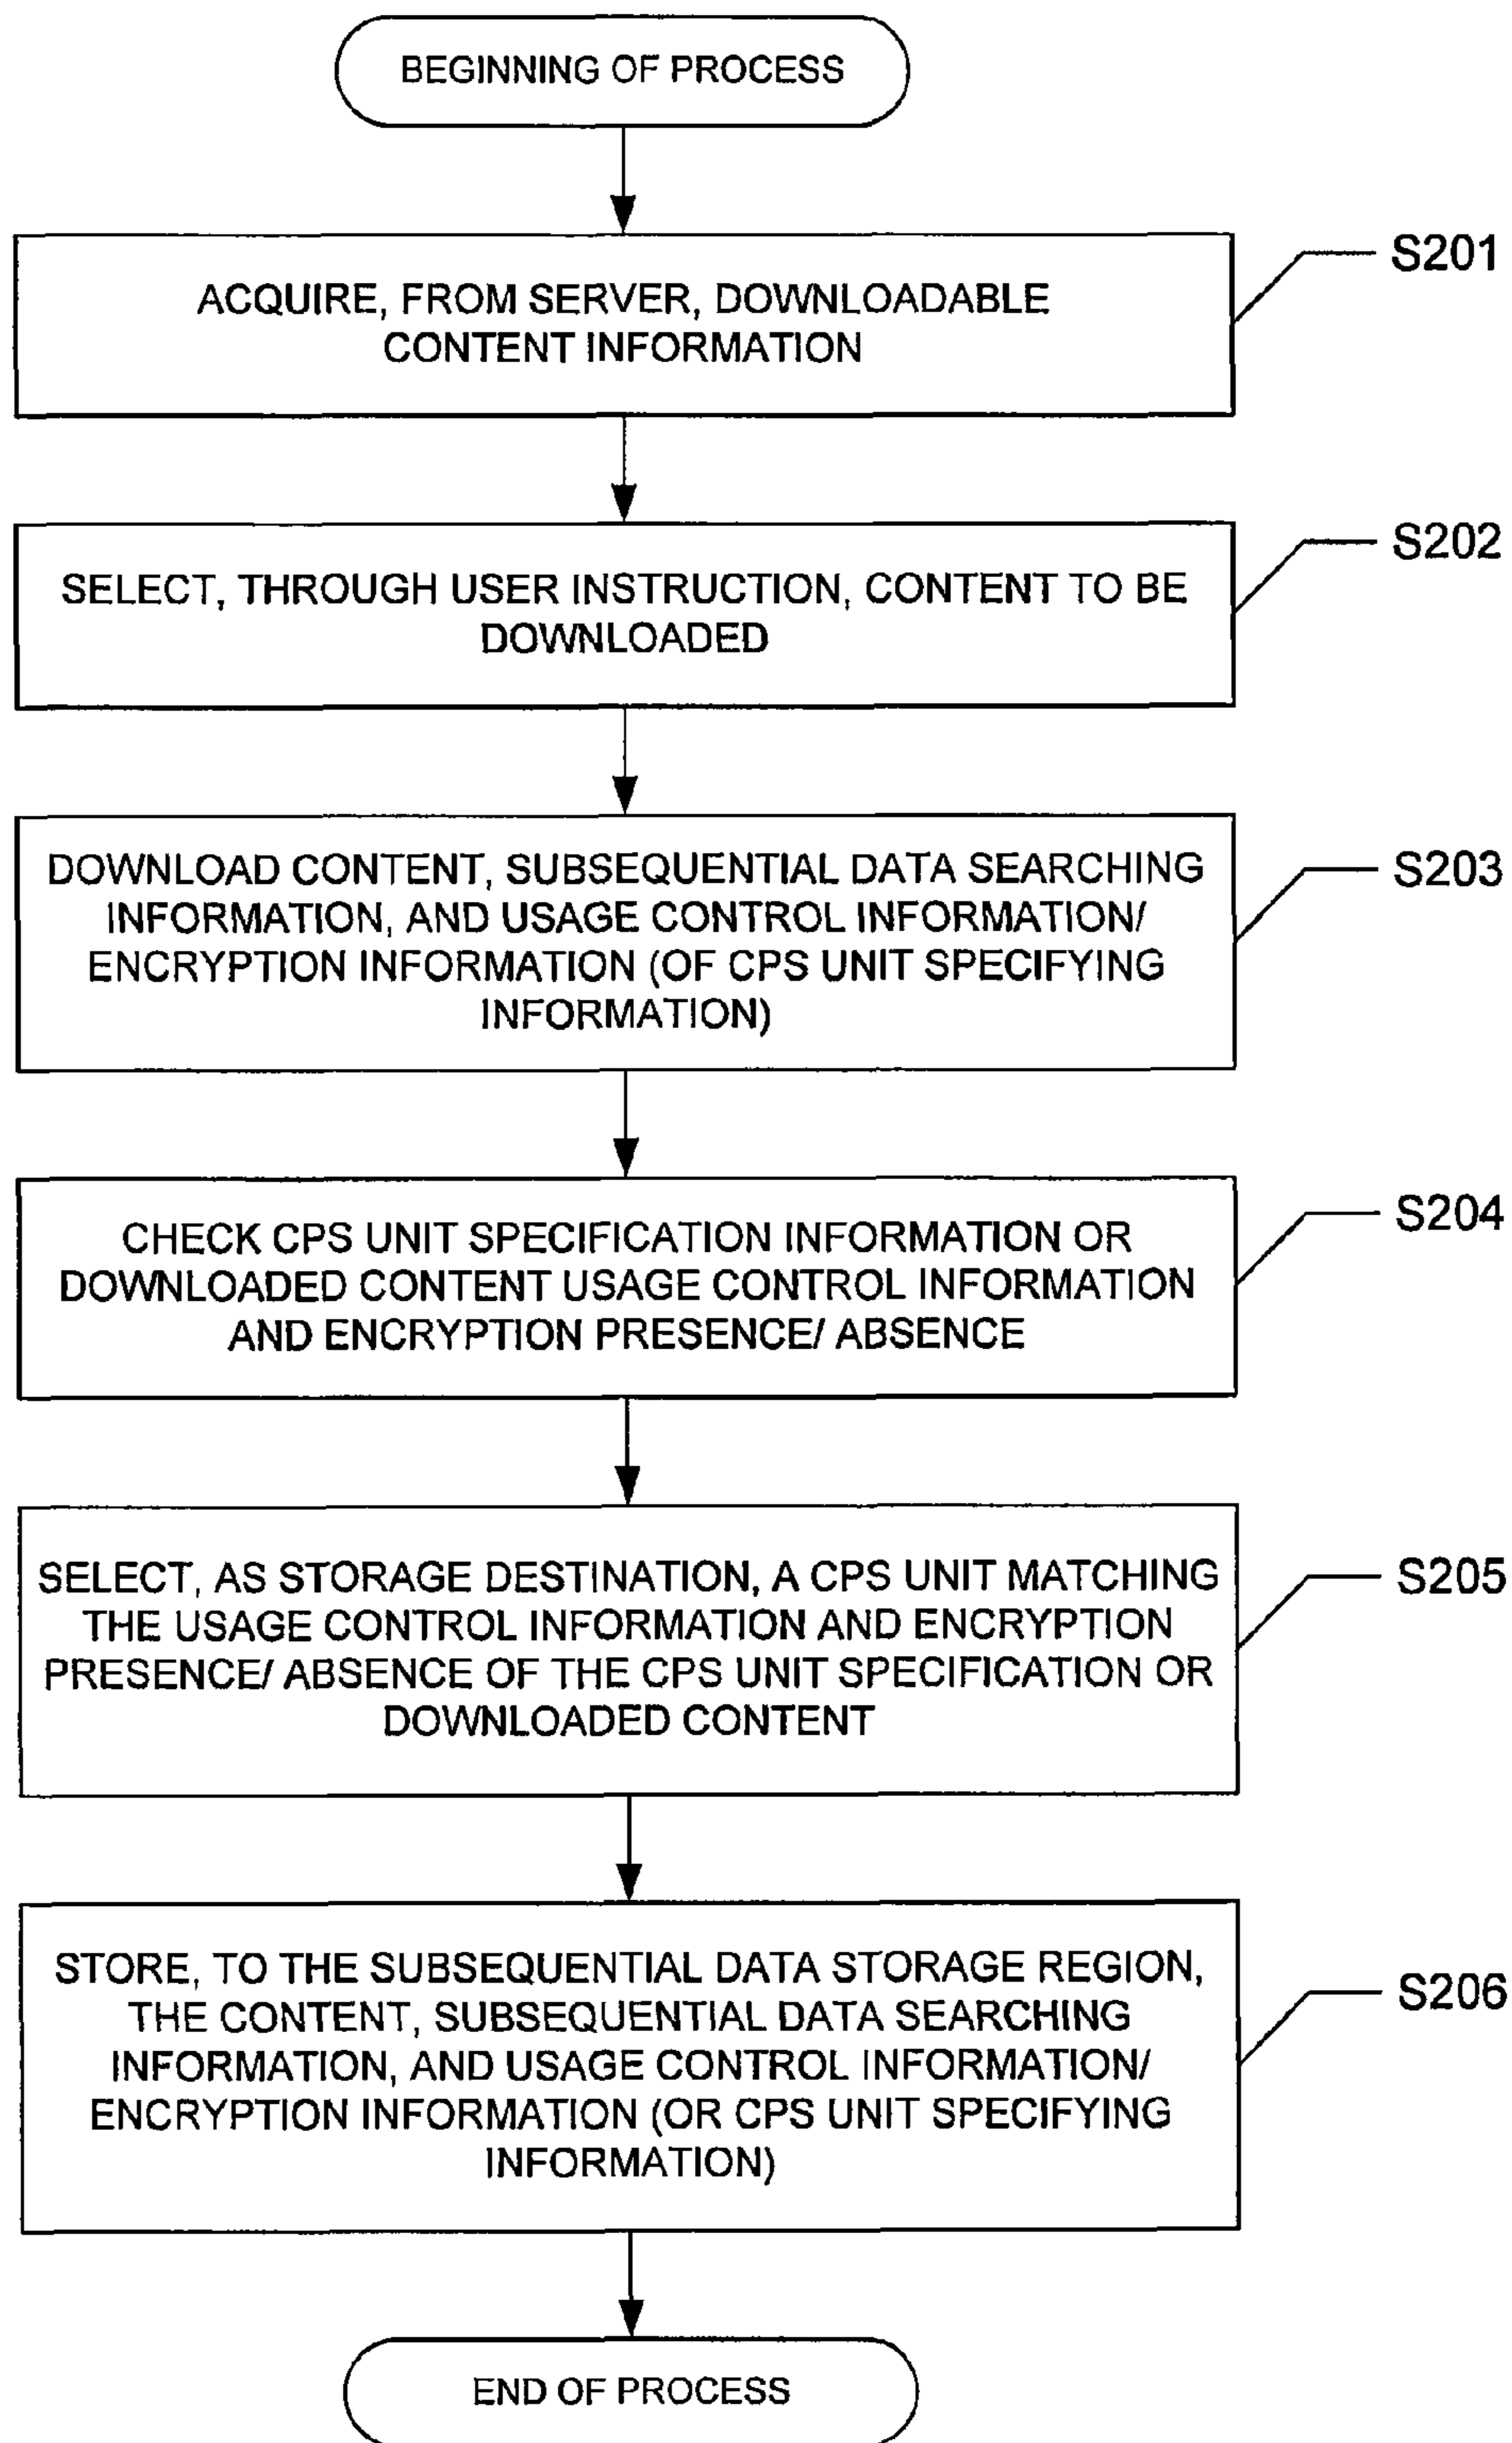 BEGINNING OF PROCESS
ACQUIRE, FROM SERVER, DOWNLOADABLE
CONTENT INFORMATION
S201
SELECT, THROUGH USER INSTRUCTION, CONTENT TO BE
DOWNLOADED
S202
DOWNLOAD CONTENT, SUBSEQUENTIAL DATA SEARCHING
INFORMATION, AND USAGE CONTROL INFORMATION/
ENCRYPTION INFORMATION (OF CPS UNIT SPECIFYING
INFORMATION)
S203
CHECK CPS UNIT SPECIFICATION INFORMATION OR
DOWNLOADED CONTENT USAGE CONTROL INFORMATION
AND ENCRYPTION PRESENCE/ ABSENCE
S204
SELECT, AS STORAGE DESTINATION, A CPS UNIT MATCHING
THE USAGE CONTROL INFORMATION AND ENCRYPTION
PRESENCE/ ABSENCE OF THE CPS UNIT SPECIFICATION OR
DOWNLOADED CONTENT
S205
STORE, TO THE SUBSEQUENTIAL DATA STORAGE REGION,
THE CONTENT, SUBSEQUENTIAL DATA SEARCHING
INFORMATION, AND USAGE CONTROL INFORMATION/
ENCRYPTION INFORMATION (OR CPS UNIT SPECIFYING
INFORMATION)
S206
END OF PROCESS